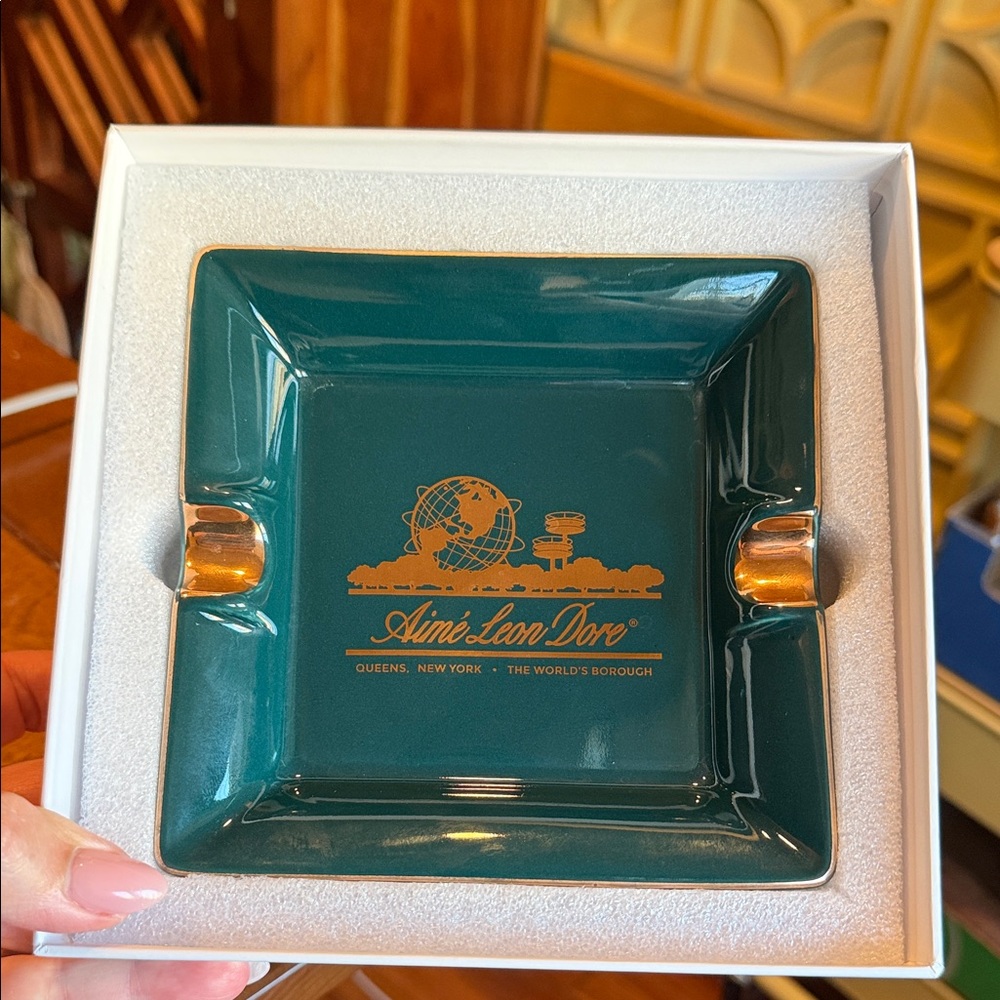 Aimé Leon Dore®
QUEENS, NEW YORK • THE WORLD'S BOROUGH